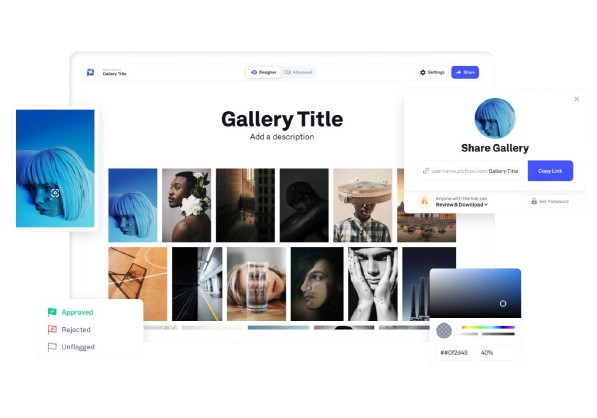 Gallery Title
Designer
Advanced
Settings
Share
Gallery Title
Add a description
Share Gallery
username.picflow.com/Gallery-Title
Copy Link
Anyone with the link can
Review & Download
Set Password
Approved
Rejected
Unflagged
##0f2d49
40%